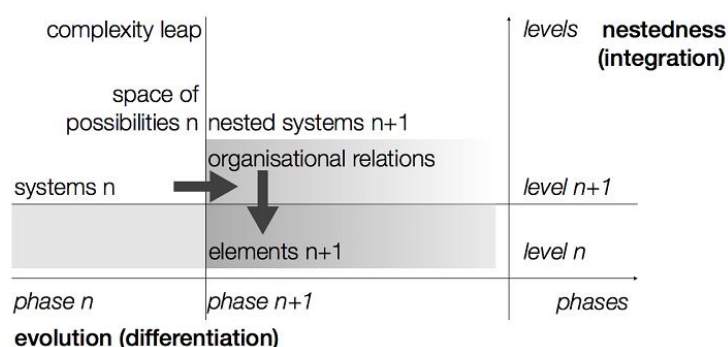 complexity leap
levels
nestedness
(integration)
space of
possibilities n
nested systems n+1
organisational relations
systems n
level n+1
elements n+1
level n
phase n
phase n+1
phases
evolution (differentiation)